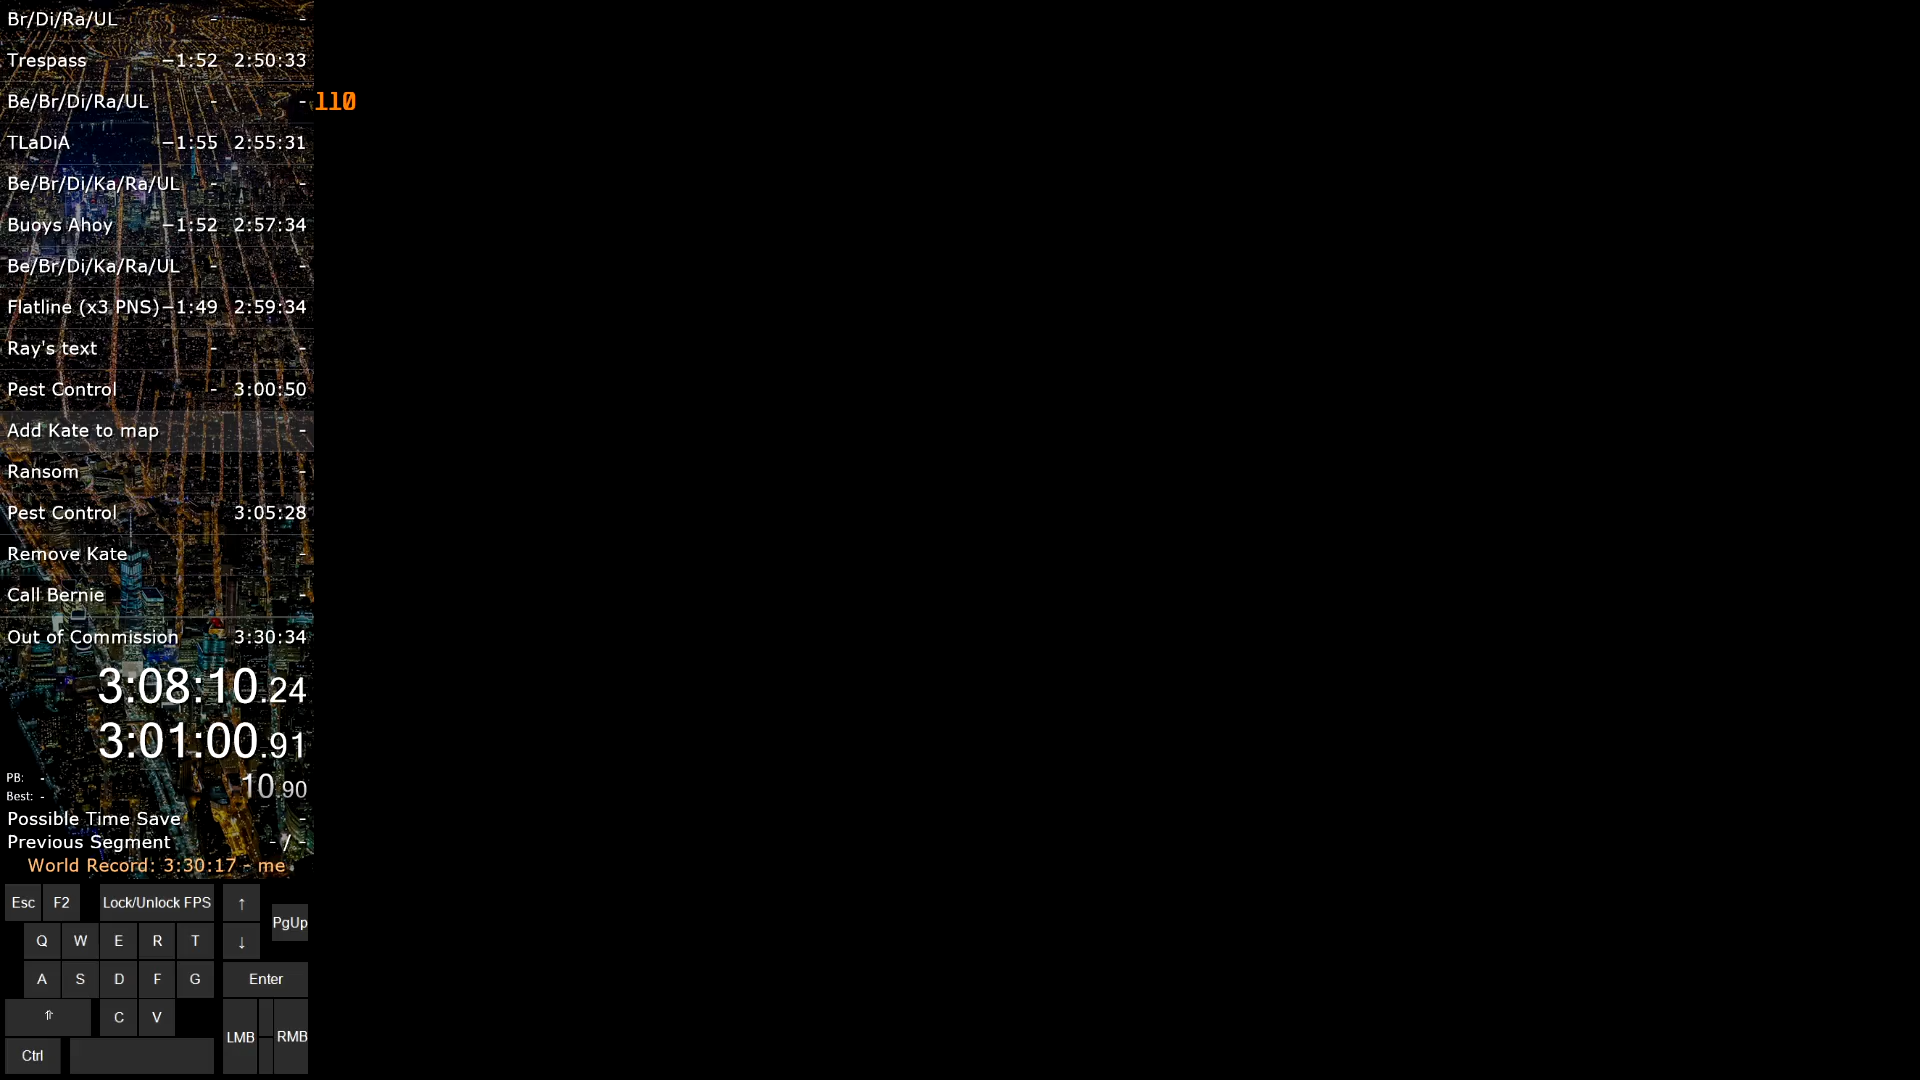 Br/Di/Ra/UL - -
Trespass −1:52 2:50:33
Be/Br/Di/Ra/UL - - 110
TLaDiA −1:55 2:55:31
Be/Br/Di/Ka/Ra/UL - -
Buoys Ahoy −1:52 2:57:34
Be/Br/Di/Ka/Ra/UL - -
Flatline (x3 PNS) −1:49 2:59:34
Ray's text - -
Pest Control - 3:00:50
Add Kate to map -
Ransom -
Pest Control 3:05:28
Remove Kate -
Call Bernie -
Out of Commission 3:30:34
3:08:10.24
3:01:00.91
PB: - 10.90
Best: -
Possible Time Save -
Previous Segment - / -
World Record: 3:30:17 - me
Esc F2 Lock/Unlock FPS ↑ PgUp
Q W E R T ↓
A S D F G Enter
⇧ C V LMB RMB
Ctrl